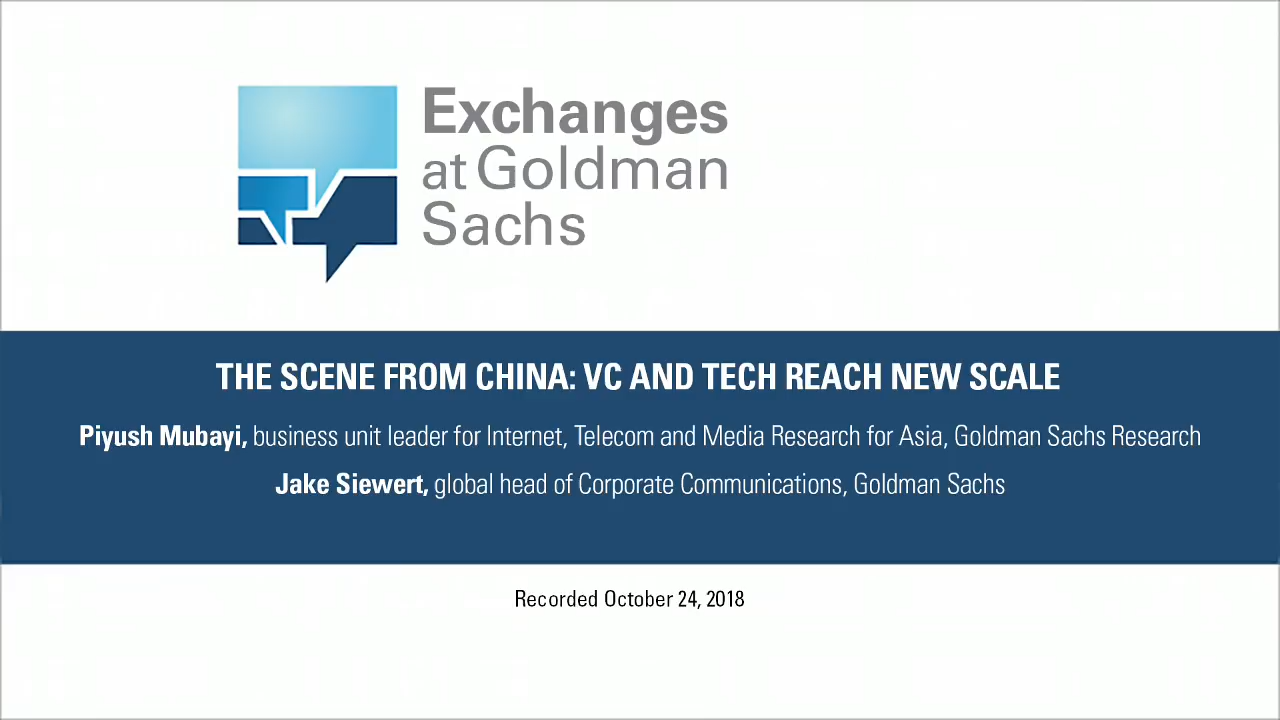 Exchanges
at Goldman
Sachs
THE SCENE FROM CHINA: VC AND TECH REACH NEW SCALE
Piyush Mubayi, business unit leader for Internet, Telecom and Media Research for Asia, Goldman Sachs Research
Jake Siewert, global head of Corporate Communications, Goldman Sachs
Recorded October 24, 2018